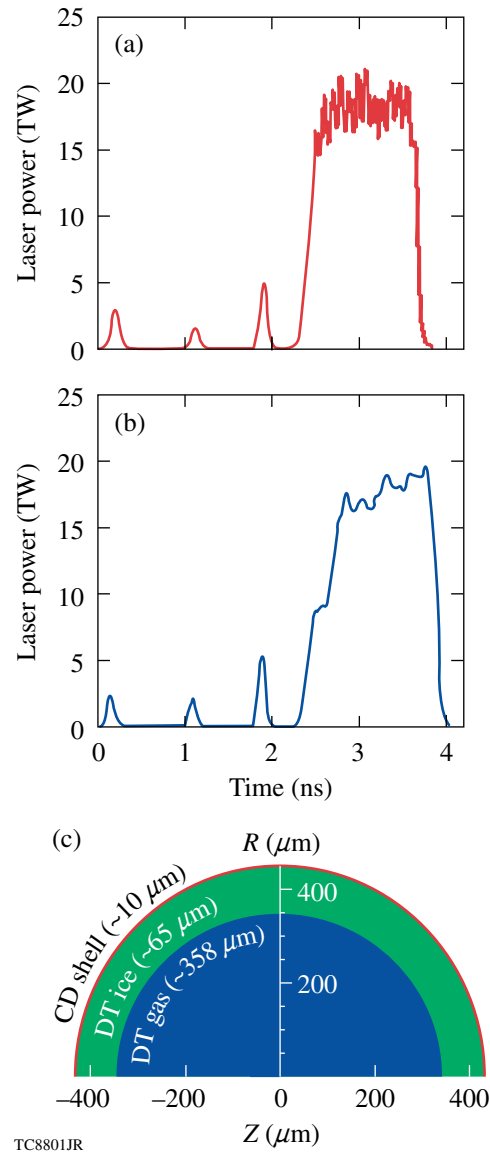 (a)
25
20
15
10
5
0
Laser power (TW)
(b)
25
20
15
10
5
0
Laser power (TW)
0 1 2 3 4
Time (ns)
(c)
R (μm)
400
200
CD shell (~10 μm)
DT ice (~65 μm)
DT gas (~358 μm)
−400 −200 0 200 400
Z (μm)
TC8801JR